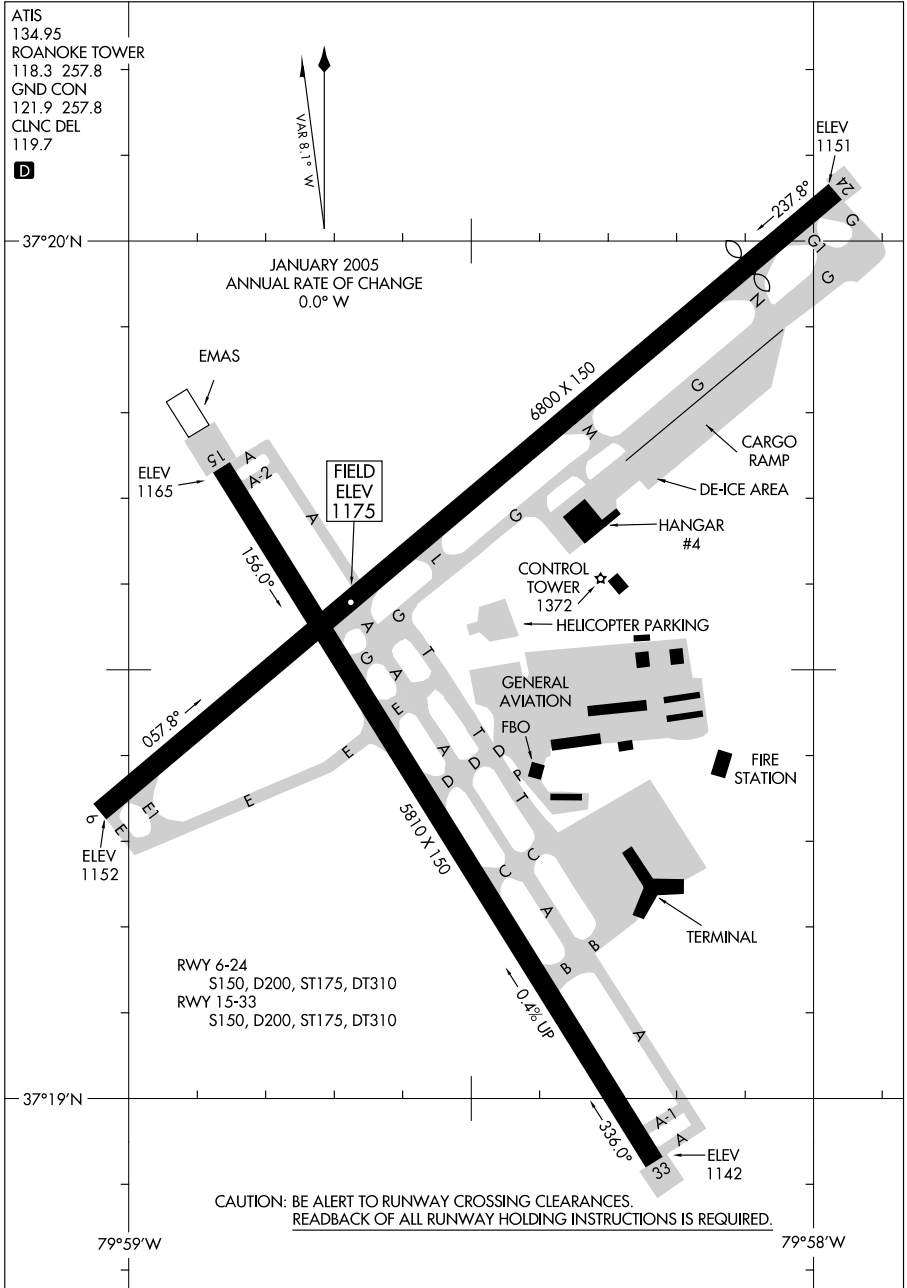 ATIS
134.95
ROANOKE TOWER
118.3 257.8
GND CON
121.9 257.8
CLNC DEL
119.7
D
VAR 8.1° W
JANUARY 2005
ANNUAL RATE OF CHANGE
0.0° W
ELEV
1151
24
237.8°
G
G1
G
N
37°20'N
EMAS
15
A
A-2
ELEV
1165
A
FIELD
ELEV
1175
6800 X 150
G
W
CARGO
RAMP
DE-ICE AREA
G
L
HANGAR
#4
156.0°
CONTROL
TOWER
1372
HELICOPTER PARKING
A
G
G
T
A
E
E
E
E
GENERAL
AVIATION
FBO
T
A
D
D
D
P
T
FIRE
STATION
057.8°
6
E
E1
ELEV
1152
5810 X 150
C
C
A
B
B
TERMINAL
RWY 6-24
S150, D200, ST175, DT310
RWY 15-33
S150, D200, ST175, DT310
0.4% UP
A
37°19'N
336.0°
A-1
A
33
ELEV
1142
CAUTION: BE ALERT TO RUNWAY CROSSING CLEARANCES.
READBACK OF ALL RUNWAY HOLDING INSTRUCTIONS IS REQUIRED.
79°59'W
79°58'W